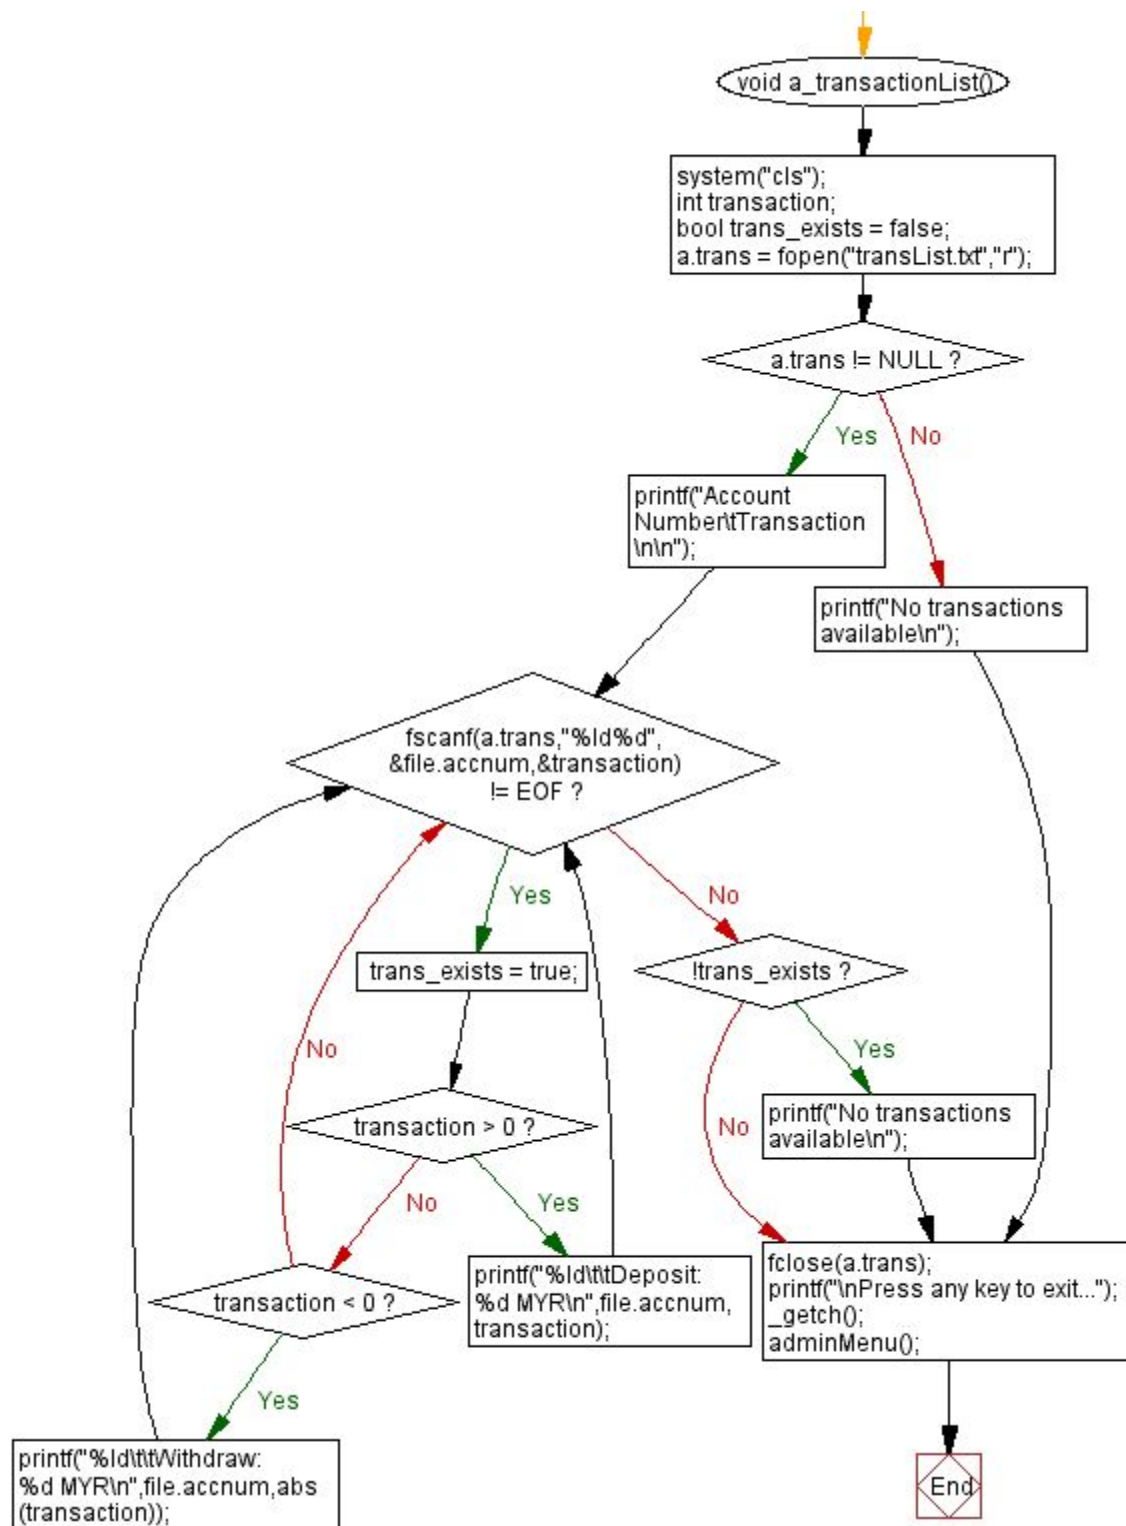 void a_transactionList()
system("cls");
int transaction;
bool trans_exists = false;
a.trans = fopen("transList.txt","r");
a.trans != NULL ?
Yes
No
printf("Account
Number\tTransaction
\n\n");
printf("No transactions
available\n");
fscanf(a.trans,"%ld%d",
&file.accnum,&transaction)
!= EOF ?
Yes
No
trans_exists = true;
!trans_exists ?
No
Yes
No
printf("No transactions
available\n");
transaction > 0 ?
No
Yes
transaction < 0 ?
printf("%ld\t\tDeposit:
%d MYR\n",file.accnum,
transaction);
fclose(a.trans);
printf("\nPress any key to exit...");
_getch();
adminMenu();
Yes
printf("%ld\t\tWithdraw:
%d MYR\n",file.accnum,abs
(transaction));
End